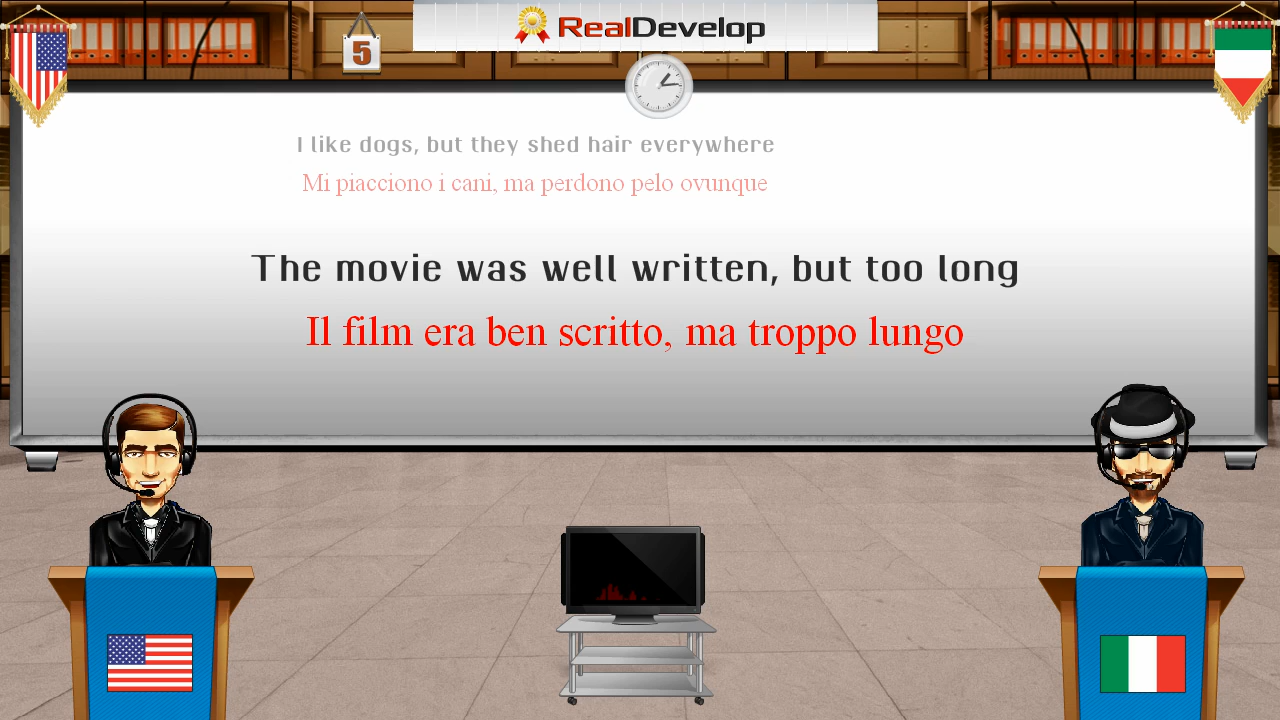 RealDevelop
5
I like dogs, but they shed hair everywhere
Mi piacciono i cani, ma perdono pelo ovunque
The movie was well written, but too long
Il film era ben scritto, ma troppo lungo